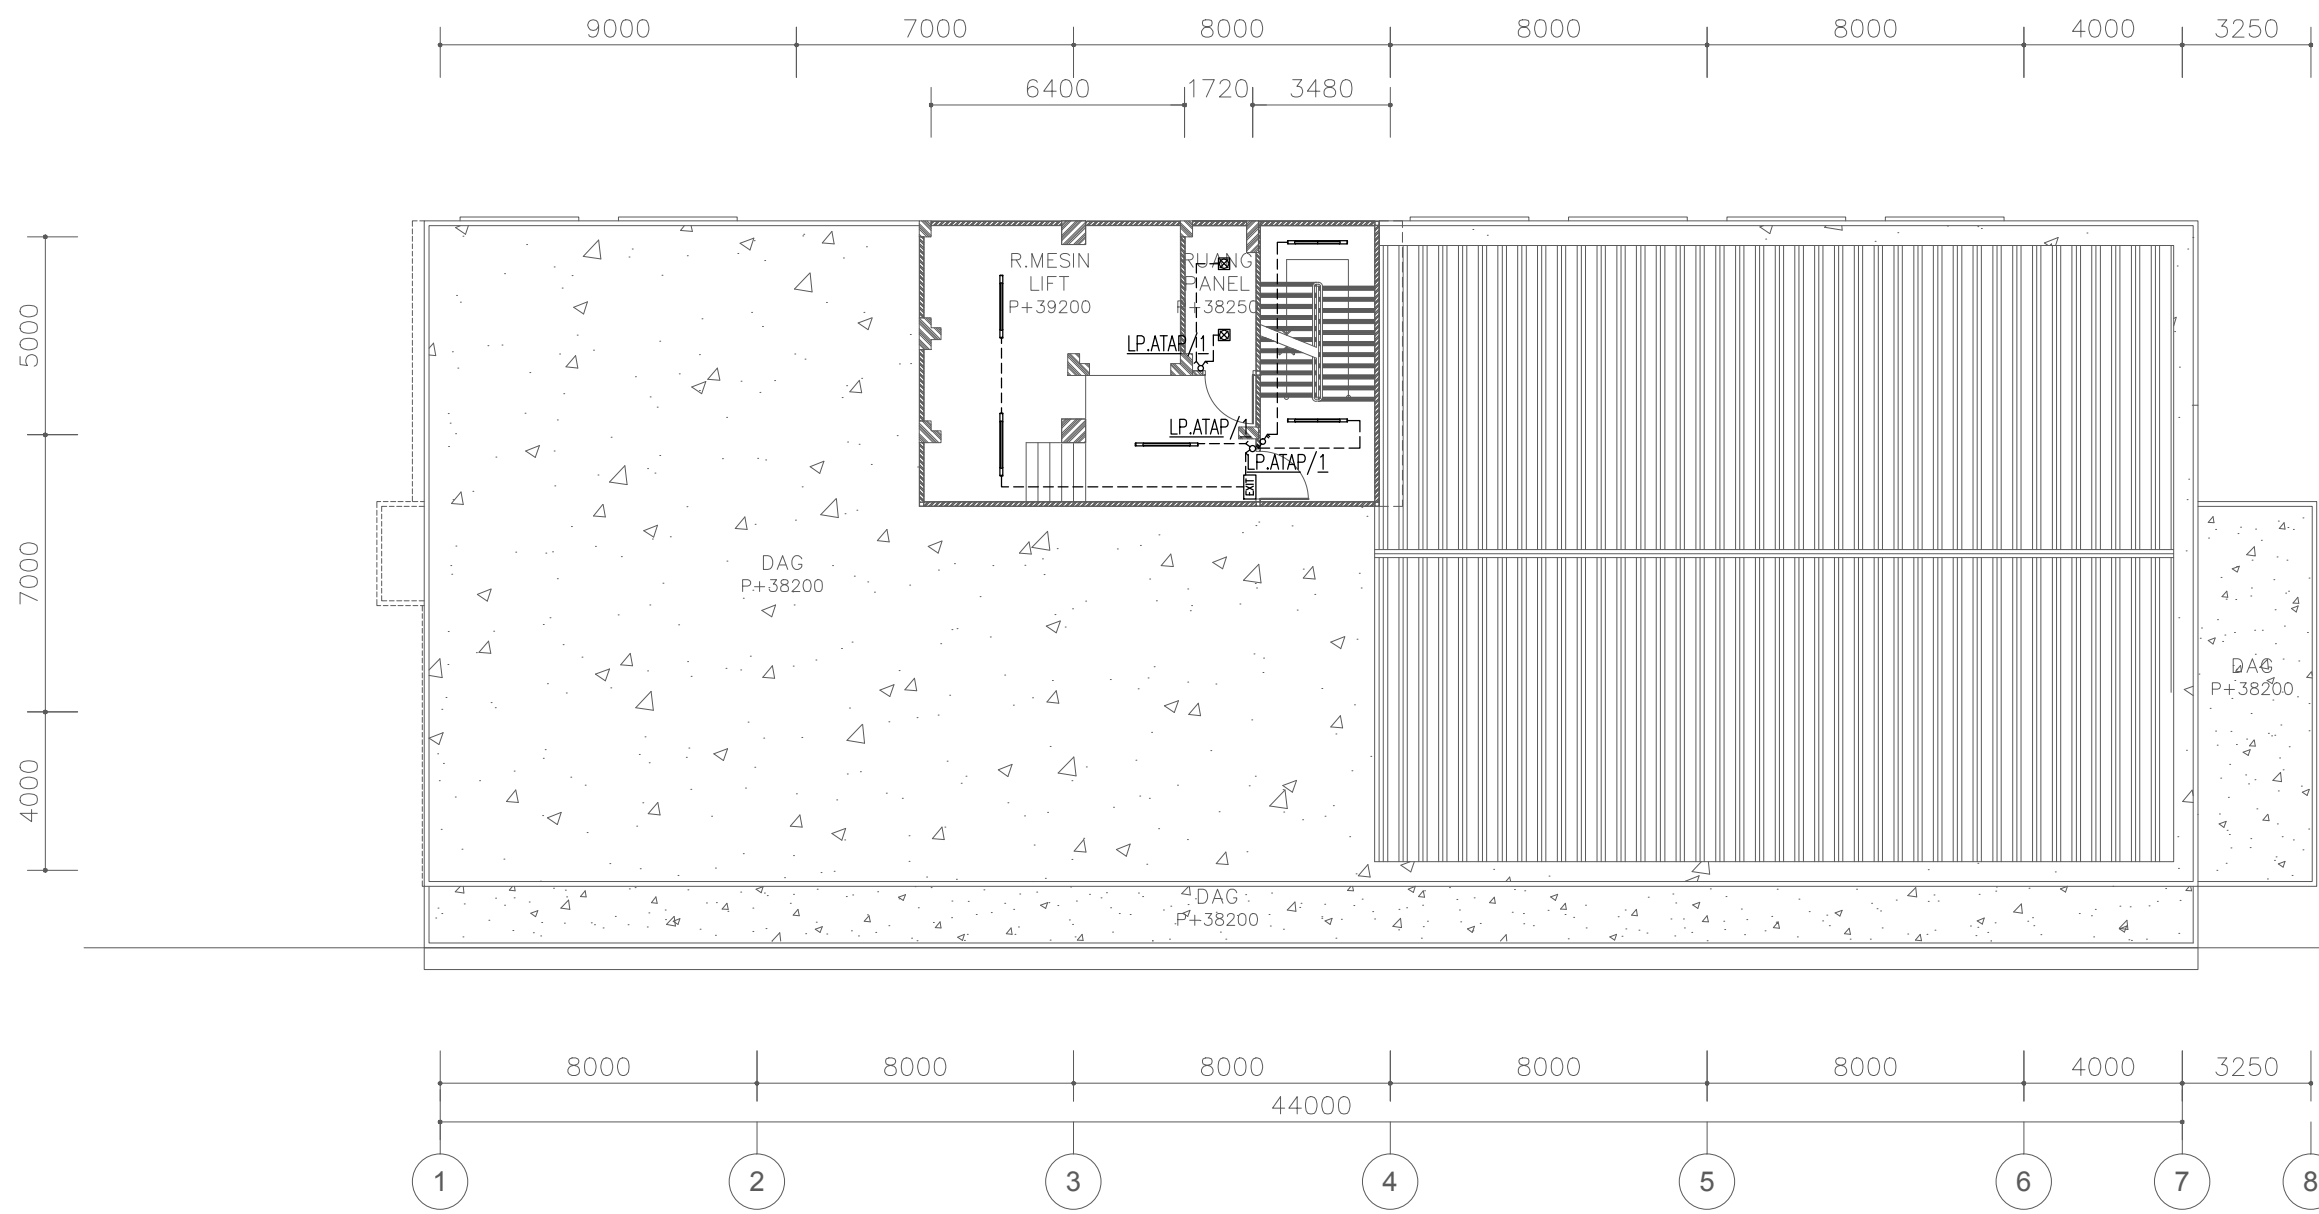 9000 7000 8000 8000 8000 4000 3250
6400 1720 3480
5000
7000
4000
R.MESIN
LIFT
P+39200
RUANG
PANEL
P+38250
LP.ATAP/1
LP.ATAP/1
LP.ATAP/1
EXIT
DAG
P+38200
DAG
P+38200
DAG
P+38200
8000 8000 8000 8000 8000 4000 3250
44000
1 2 3 4 5 6 7 8